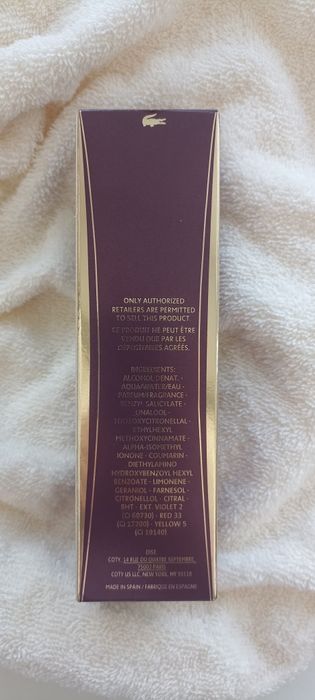 ONLY AUTHORIZED
RETAILERS ARE PERMITTED
TO SELL THIS PRODUCT.
CE PRODUIT NE PEUT ÊTRE
VENDU QUE PAR LES
DÉPOSITAIRES AGRÉÉS.
INGREDIENTS:
ALCOHOL DENAT. -
AQUA/WATER/EAU -
PARFUM/FRAGRANCE -
BENZYL SALICYLATE -
LINALOOL -
HYDROXYCITRONELLAL -
ETHYLHEXYL
METHOXYCINNAMATE -
ALPHA-ISOMETHYL
IONONE - COUMARIN -
DIETHYLAMINO
HYDROXYBENZOYL HEXYL
BENZOATE - LIMONENE -
GERANIOL - FARNESOL -
CITRONELLOL - CITRAL -
BHT - EXT. VIOLET 2
(CI 60730) - RED 33
(CI 17200) - YELLOW 5
(CI 19140)
DIST.
COTY, 14 RUE DU QUATRE SEPTEMBRE,
75002 PARIS
COTY US LLC, NEW YORK, NY 10118
MADE IN SPAIN / FABRIQUÉ EN ESPAGNE